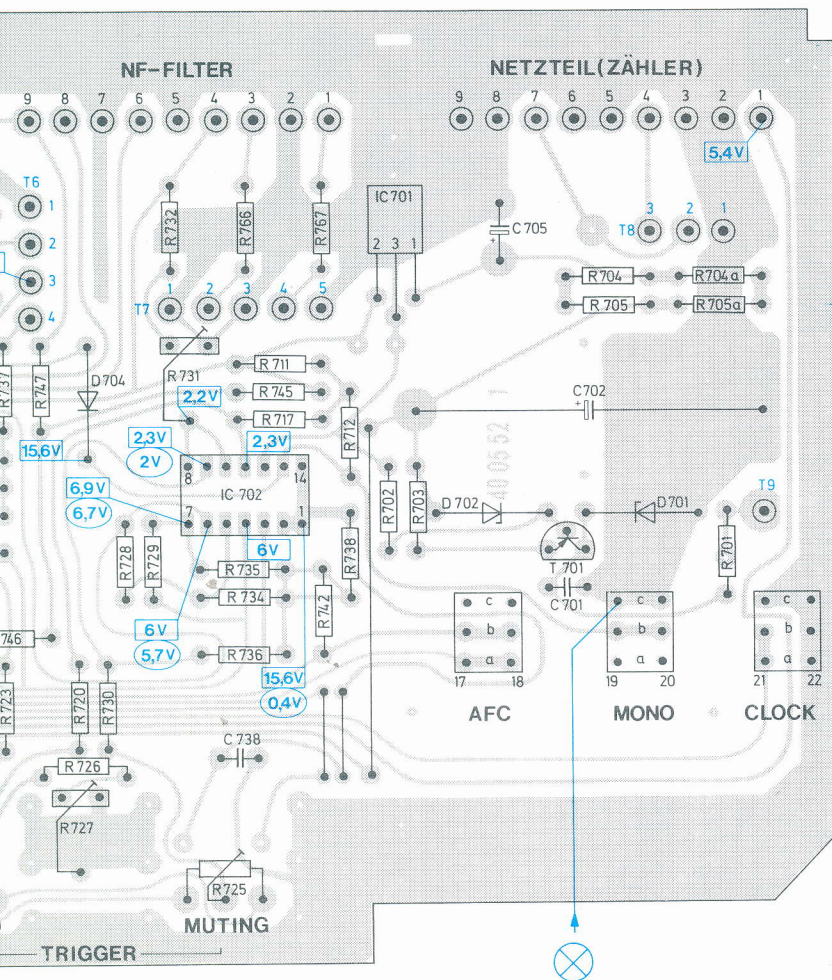 NF-FILTER
NETZTEIL(ZÄHLER)
9 8 7 6 5 4 3 2 1
9 8 7 6 5 4 3 2 1
5,4V
T6
1
2
3
4
R732
R766
R767
IC701
2 3 1
C705
+
T8
3 2 1
R704
R704a
R705
R705a
T7
1 2 3 4 5
R731
R737
R747
D704
R711
R745
R717
2,2V
C702
+
R712
2,3V
2V
2,3V
15,6V
8
14
IC 702
7
1
6,9V
6,7V
490552 1
R702
R703
D702
D701
T9
T701
C701
R701
R728
R729
6V
R738
R735
R734
R742
6V
5,7V
746
R736
15,6V
0,4V
c
b
a
17 18
AFC
c
b
a
19 20
MONO
c
b
a
21 22
CLOCK
R723
R720
R730
C738
R726
R727
R725
MUTING
TRIGGER